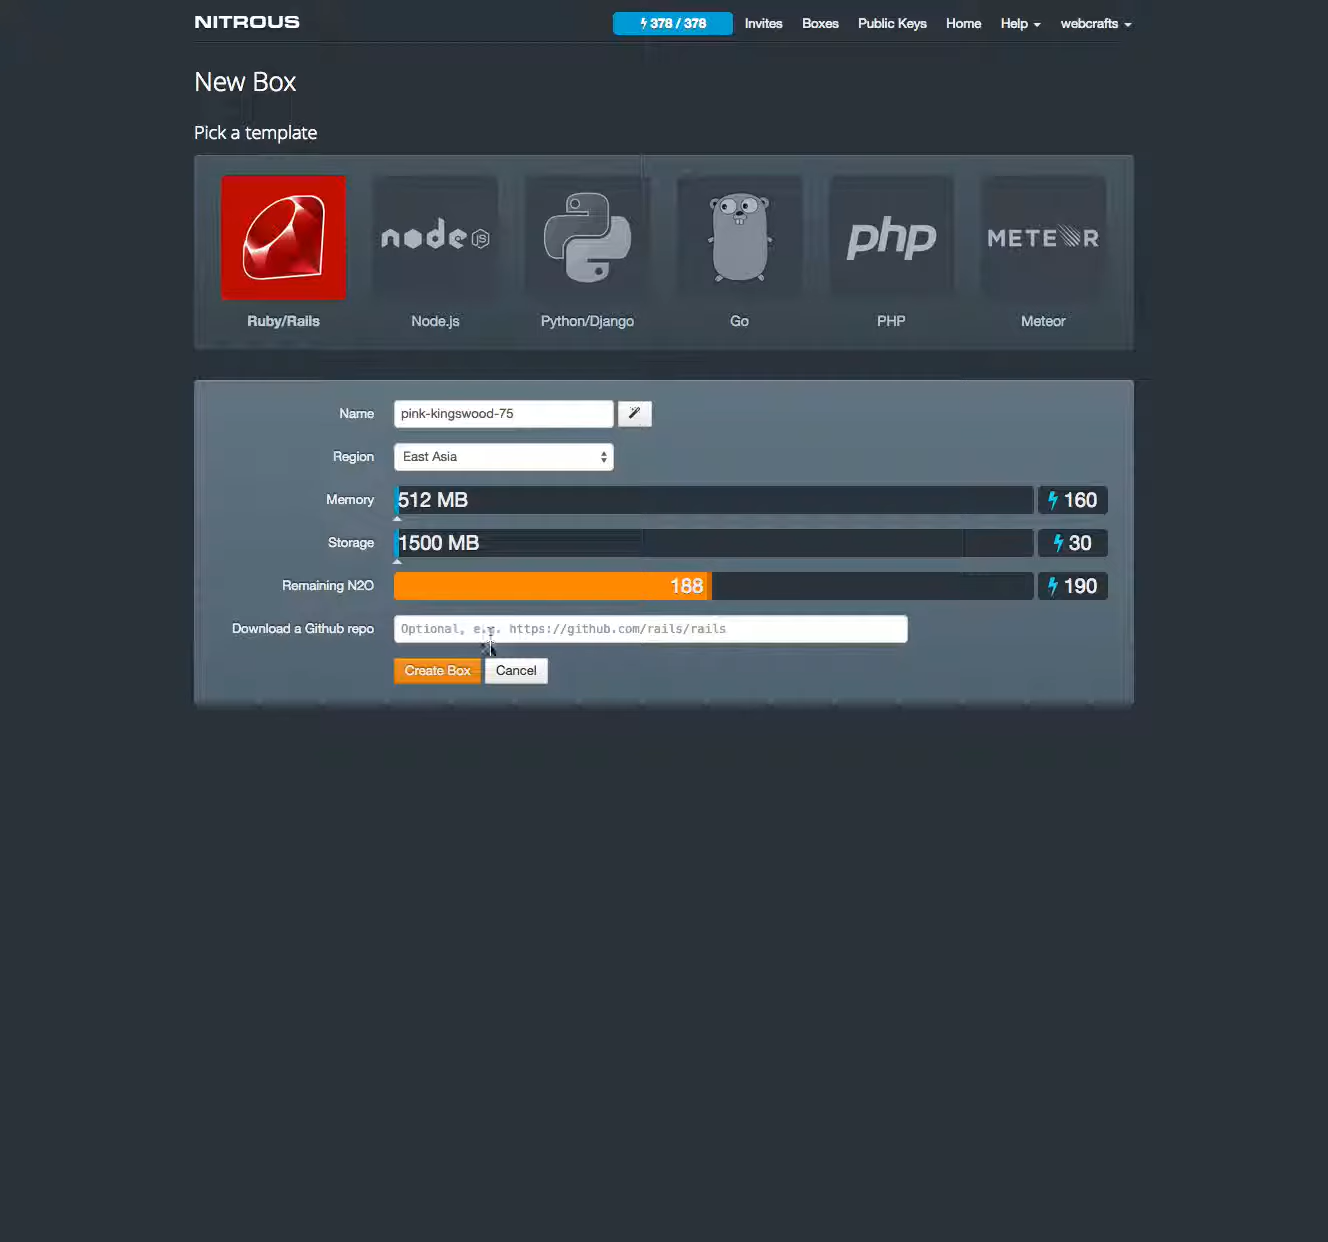 NITROUS
378 / 378
Invites
Boxes
Public Keys
Home
Help
webcrafts
New Box
Pick a template
node JS
php
METEOR
Ruby/Rails
Node.js
Python/Django
Go
PHP
Meteor
Name
pink-kingswood-75
Region
East Asia
Memory
512 MB
160
Storage
1500 MB
30
Remaining N2O
188
190
Download a Github repo
Optional, e.g. https://github.com/rails/rails
Create Box
Cancel